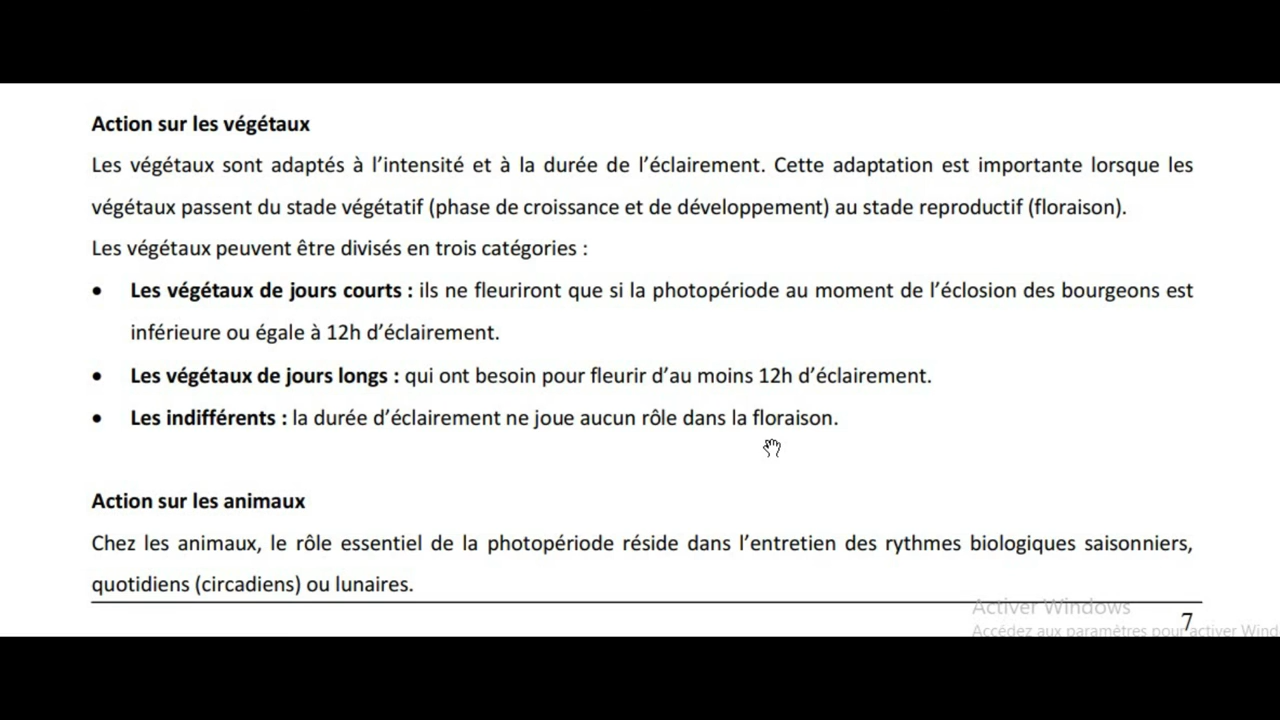 Action sur les végétaux
Les végétaux sont adaptés à l’intensité et à la durée de l’éclairement. Cette adaptation est importante lorsque les
végétaux passent du stade végétatif (phase de croissance et de développement) au stade reproductif (floraison).
Les végétaux peuvent être divisés en trois catégories :
• Les végétaux de jours courts : ils ne fleuriront que si la photopériode au moment de l’éclosion des bourgeons est
inférieure ou égale à 12h d’éclairement.
• Les végétaux de jours longs : qui ont besoin pour fleurir d’au moins 12h d’éclairement.
• Les indifférents : la durée d’éclairement ne joue aucun rôle dans la floraison.
Action sur les animaux
Chez les animaux, le rôle essentiel de la photopériode réside dans l’entretien des rythmes biologiques saisonniers,
quotidiens (circadiens) ou lunaires.
Activer Windows
7
Accédez aux paramètres pour activer Wind